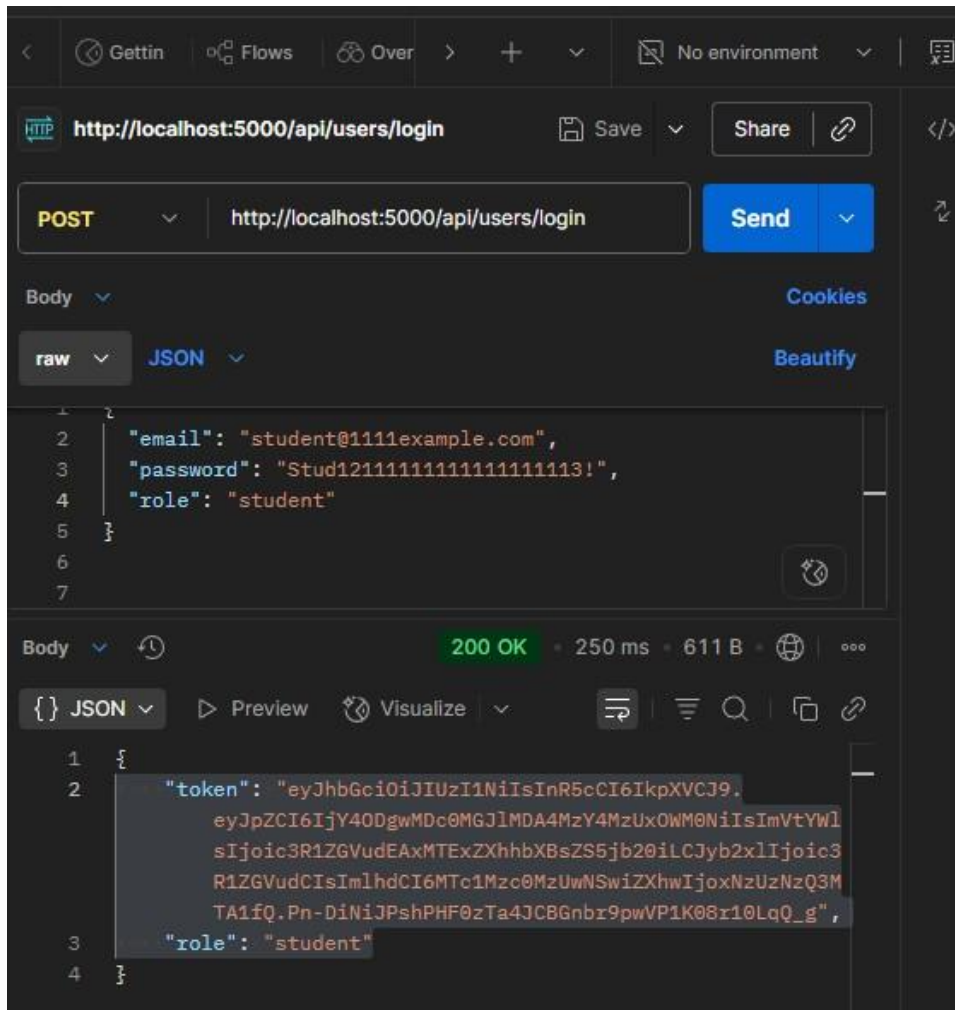 Gettin Flows Over No environment
HTTP http://localhost:5000/api/users/login Save Share
POST http://localhost:5000/api/users/login Send
Body Cookies
raw JSON Beautify
1 {
2 "email": "student@1111example.com",
3 "password": "Stud12111111111111111113!",
4 "role": "student"
5 }
6
7
Body 200 OK 250 ms 611 B
{} JSON Preview Visualize
1 {
2 "token": "eyJhbGciOiJIUzI1NiIsInR5cCI6IkpXVCJ9.
eyJpZCI6IjY4ODgwMDc0MGJlMDA4MzY4MzUxOWM0NiIsImVtYWl
sIjoic3R1ZGVudEAxMTExZXhhbXBsZS5jb20iLCJyb2xlIjoic3
R1ZGVudCIsImlhdCI6MTc1Mzc0MzUwNSwiZXhwIjoxNzUzNzQ3M
TA1fQ.Pn-DiNiJPshPHF0zTa4JCBGnbr9pwVP1K08r10LqQ_g",
3 "role": "student"
4 }